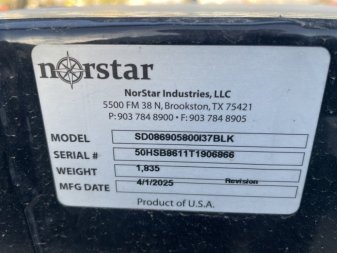 norstar
NorStar Industries, LLC
5500 FM 38 N, Brookston, TX 75421
P: 903 784 8900 • F: 903 784 8905
MODEL SD086905800I37BLK
SERIAL # 50HSB8611T1906866
WEIGHT 1,835
MFG DATE 4/1/2025 Revision
Product of U.S.A.